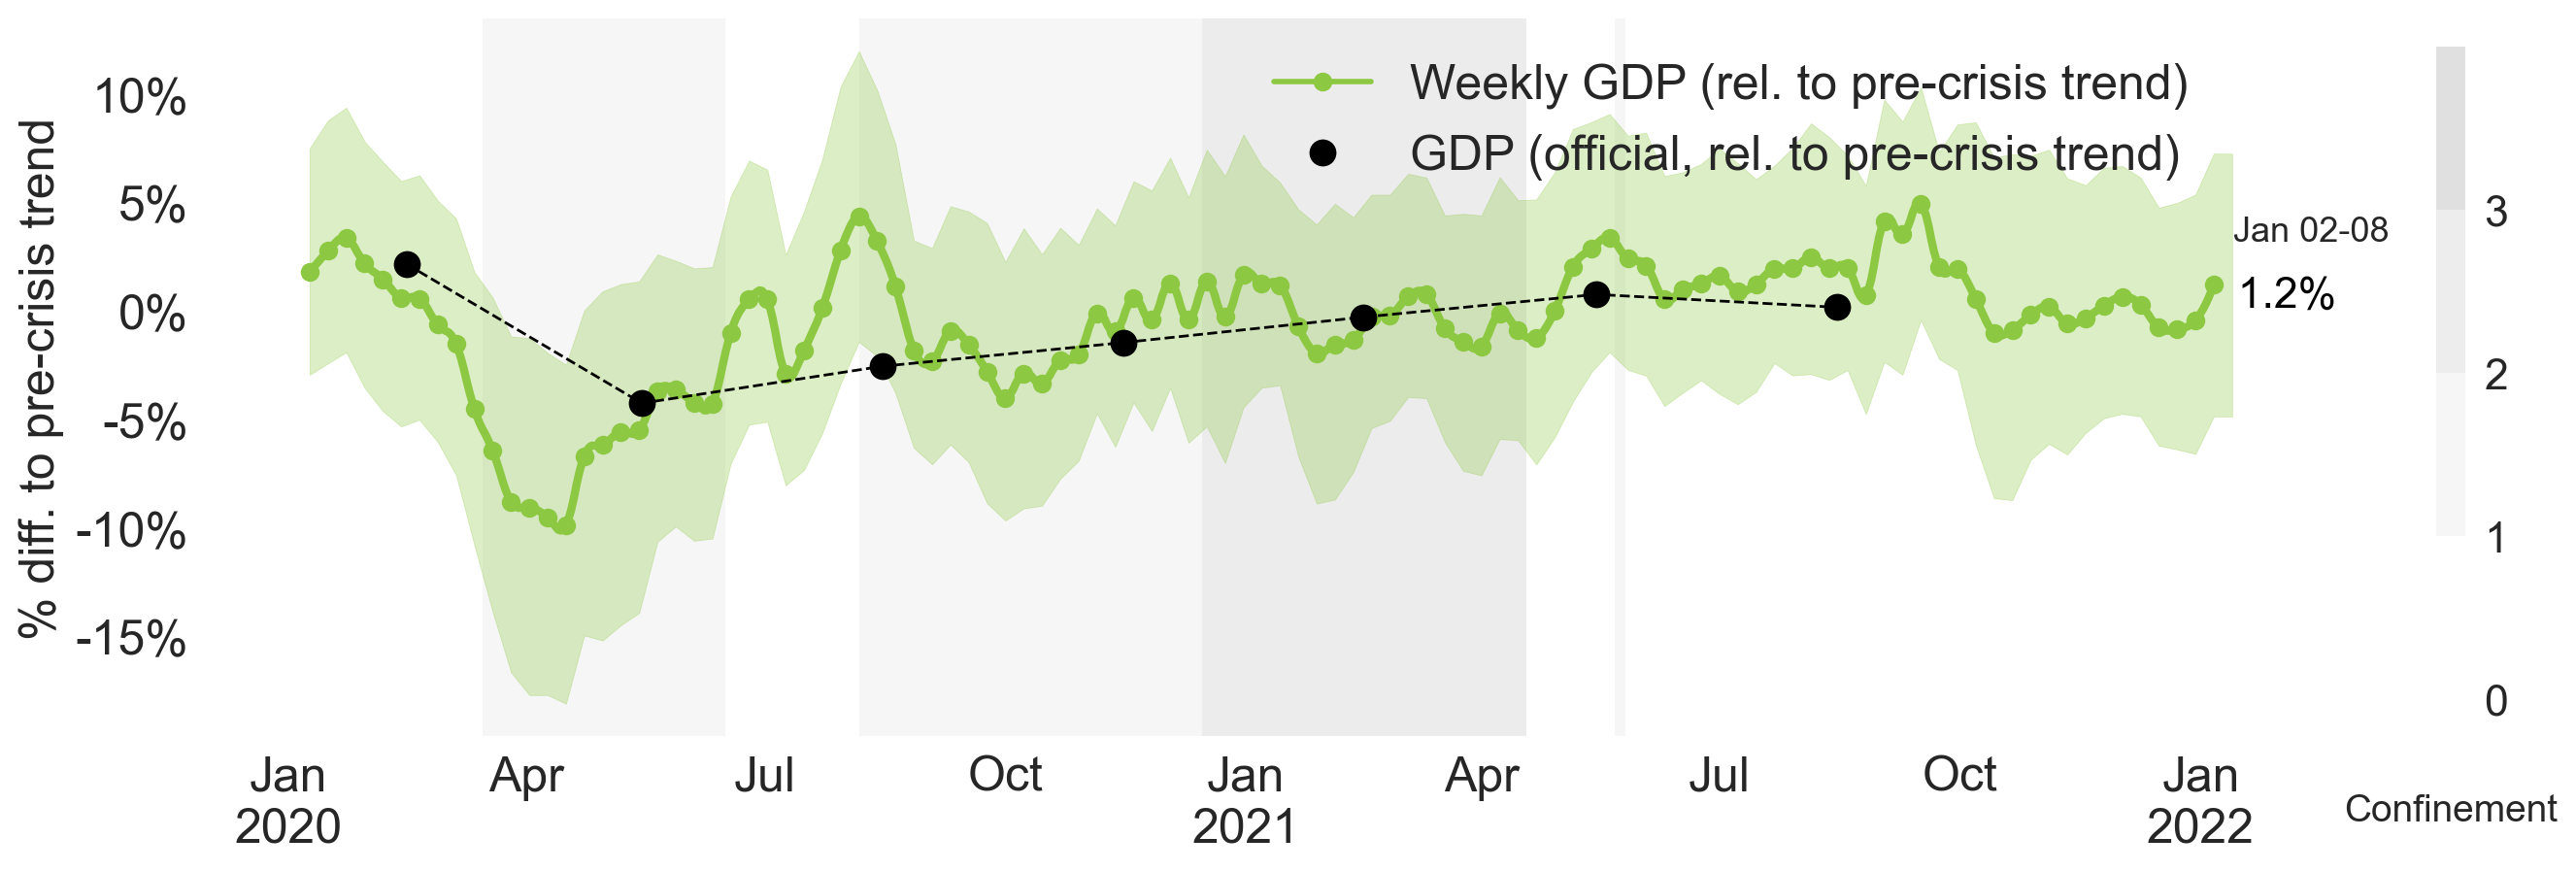 % diff. to pre-crisis trend
10%
5%
0%
-5%
-10%
-15%
Weekly GDP (rel. to pre-crisis trend)
GDP (official, rel. to pre-crisis trend)
Jan 02-08
1.2%
3
2
1
0
Confinement
Jan Apr Jul Oct Jan Apr Jul Oct Jan
2020 2021 2022